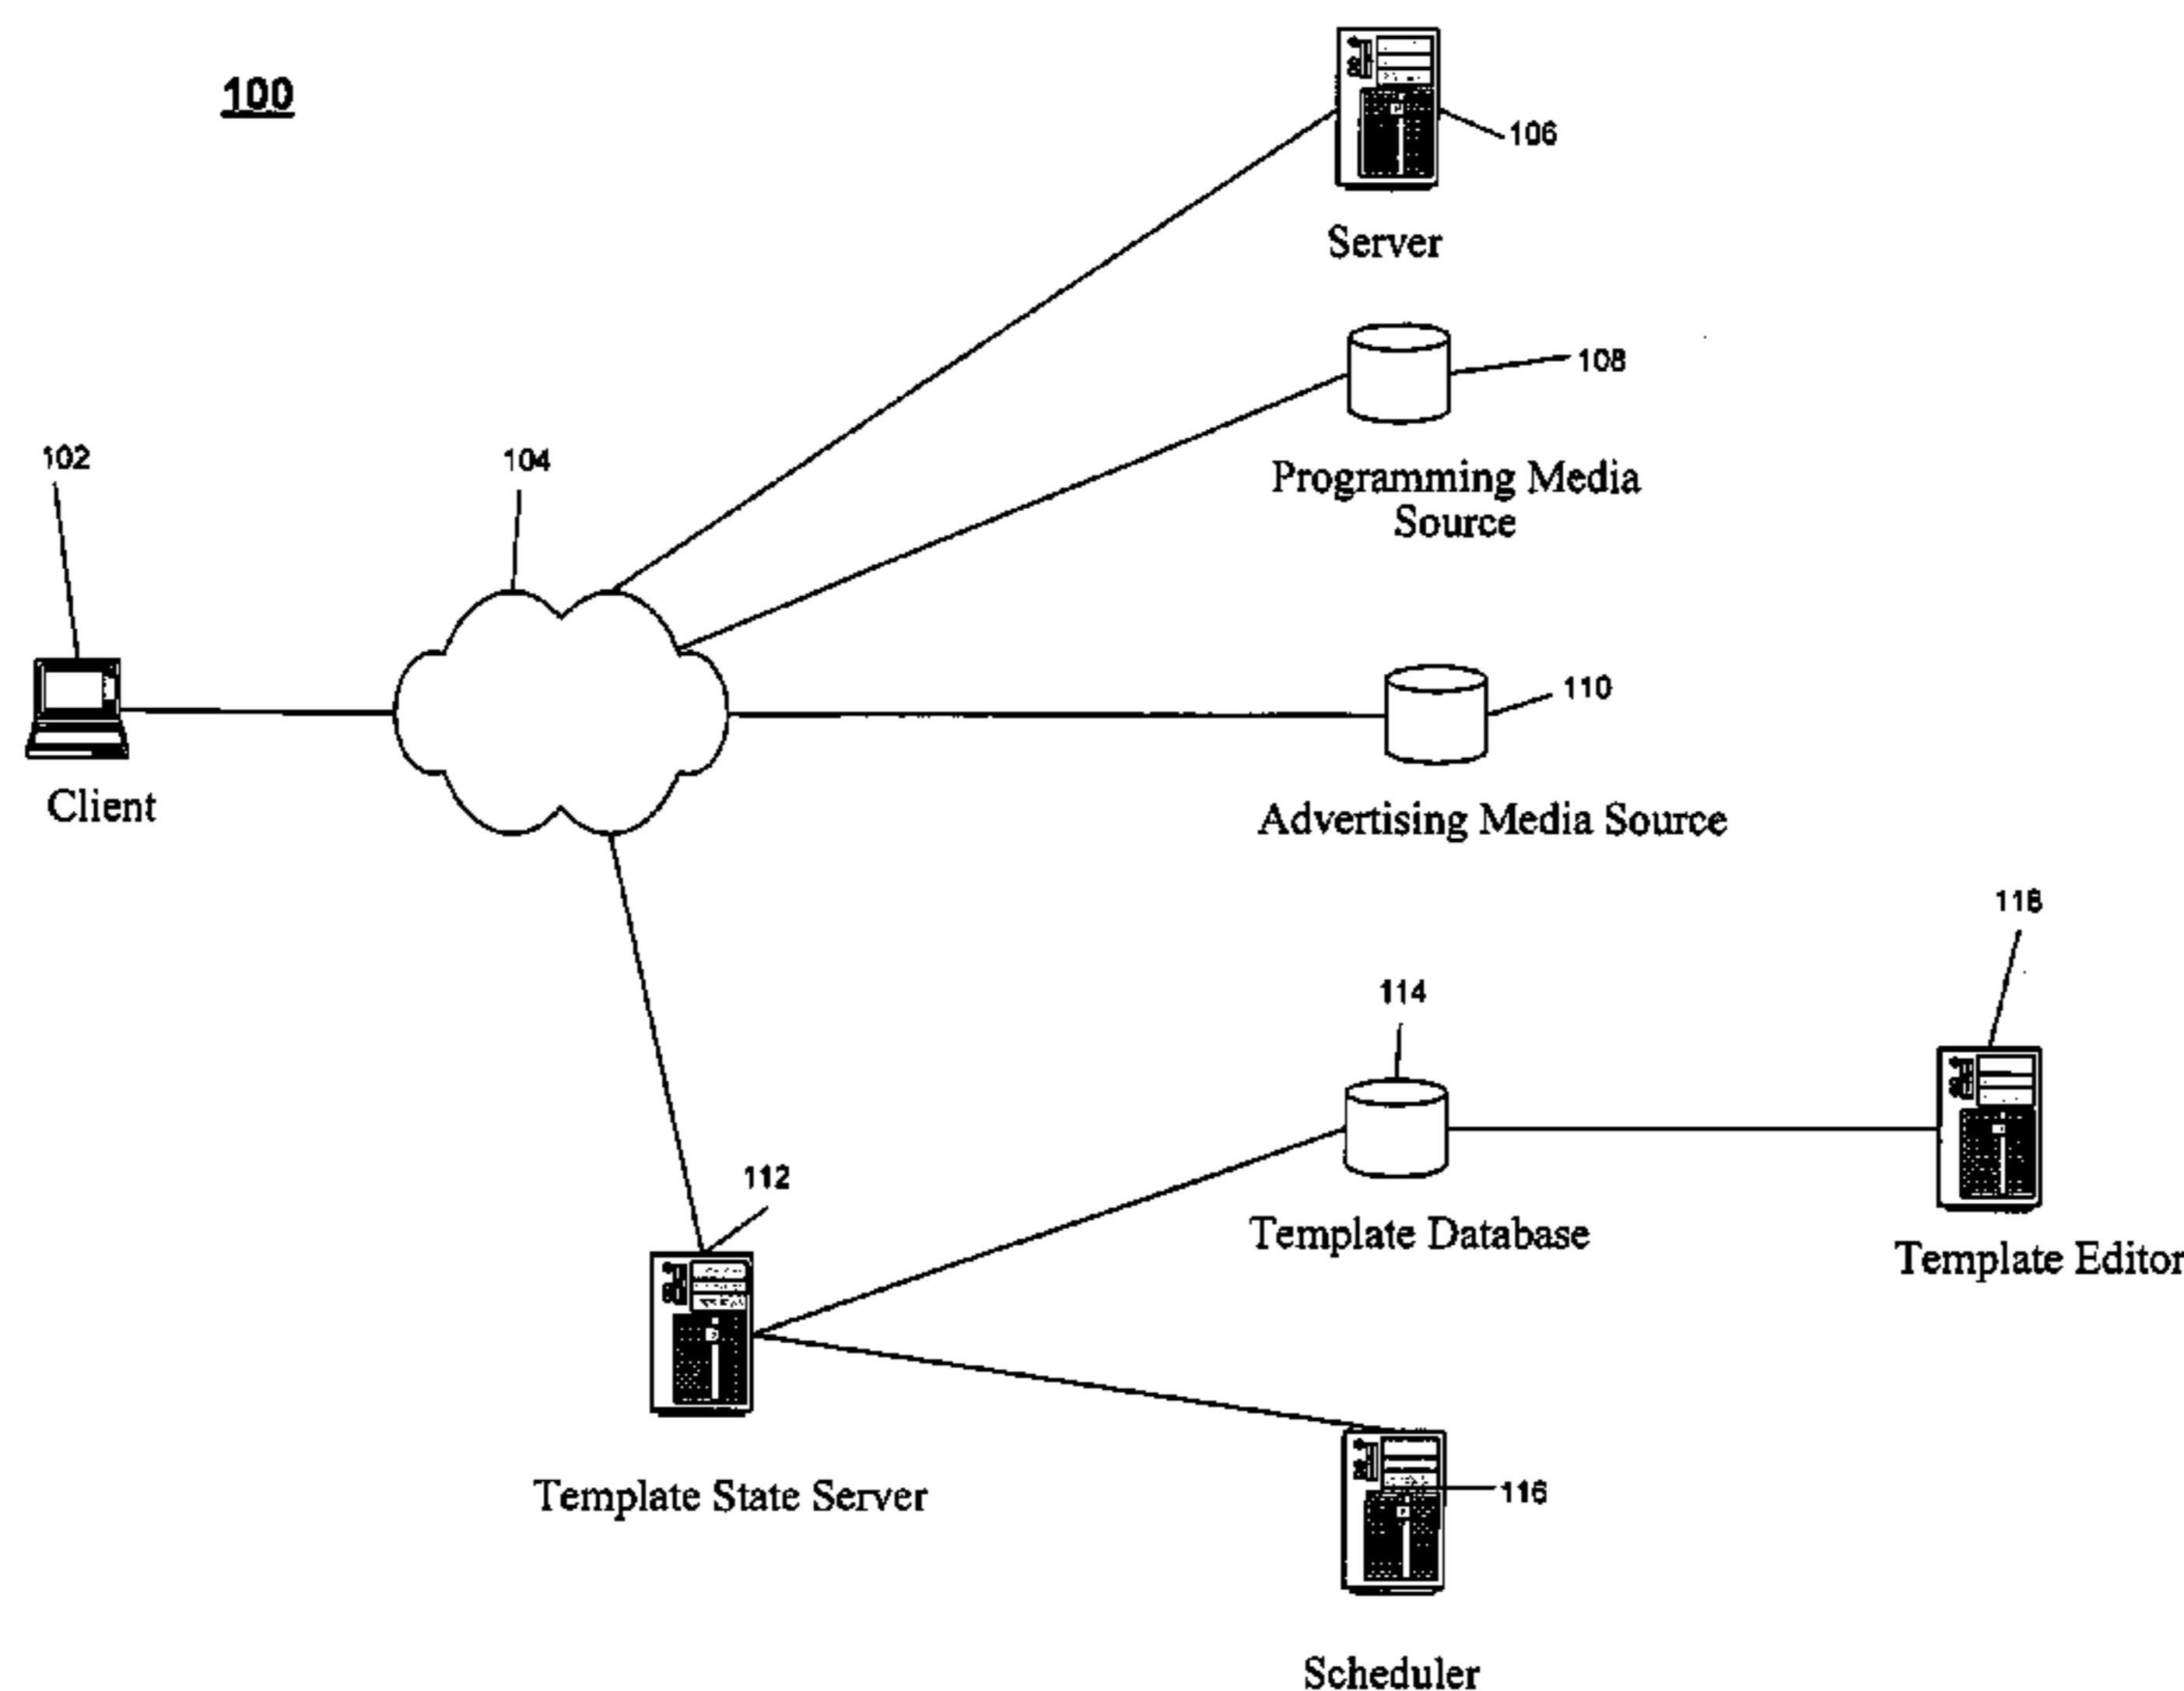 100
106
Server
108
Programming Media
Source
102
104
110
Client
Advertising Media Source
118
114
112
Template Database
Template Editor
Template State Server
116
Scheduler